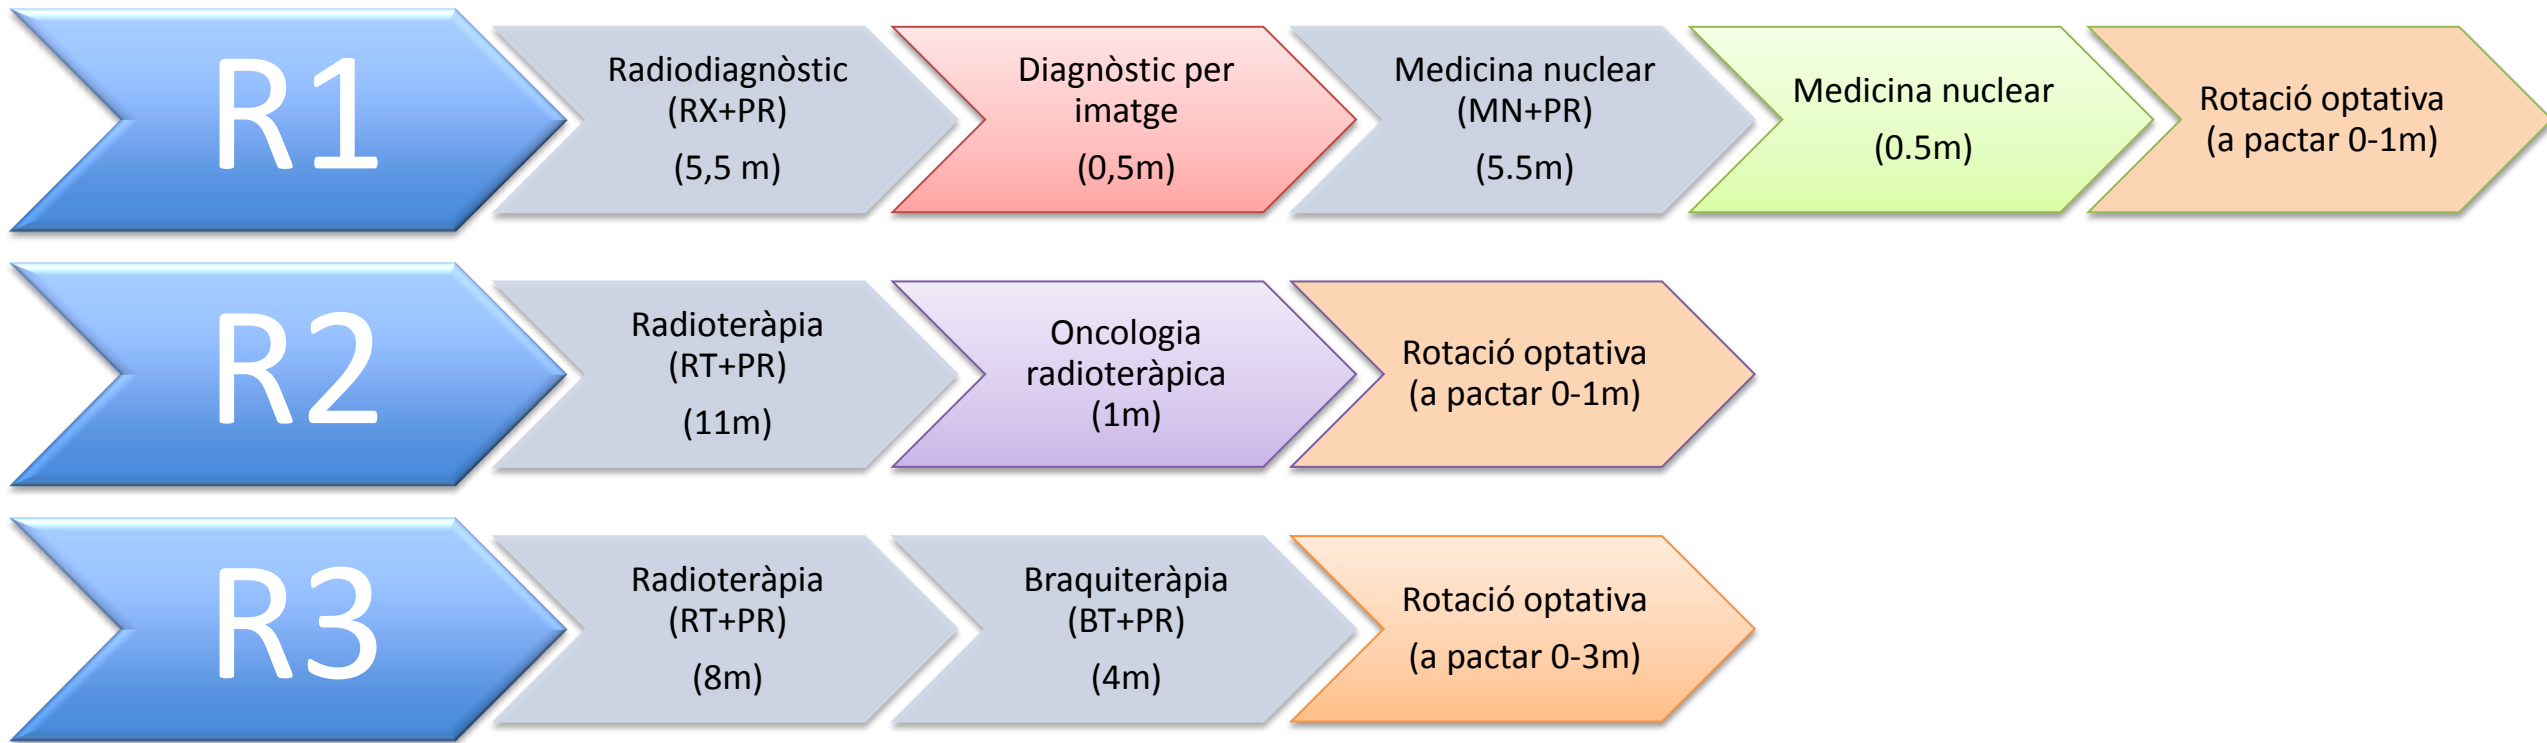 R1
Radiodiagnòstic
(RX+PR)
(5,5 m)
Diagnòstic per
imatge
(0,5m)
Medicina nuclear
(MN+PR)
(5.5m)
Medicina nuclear
(0.5m)
Rotació optativa
(a pactar 0-1m)
R2
Radioteràpia
(RT+PR)
(11m)
Oncologia
radioteràpica
(1m)
Rotació optativa
(a pactar 0-1m)
R3
Radioteràpia
(RT+PR)
(8m)
Braquiteràpia
(BT+PR)
(4m)
Rotació optativa
(a pactar 0-3m)